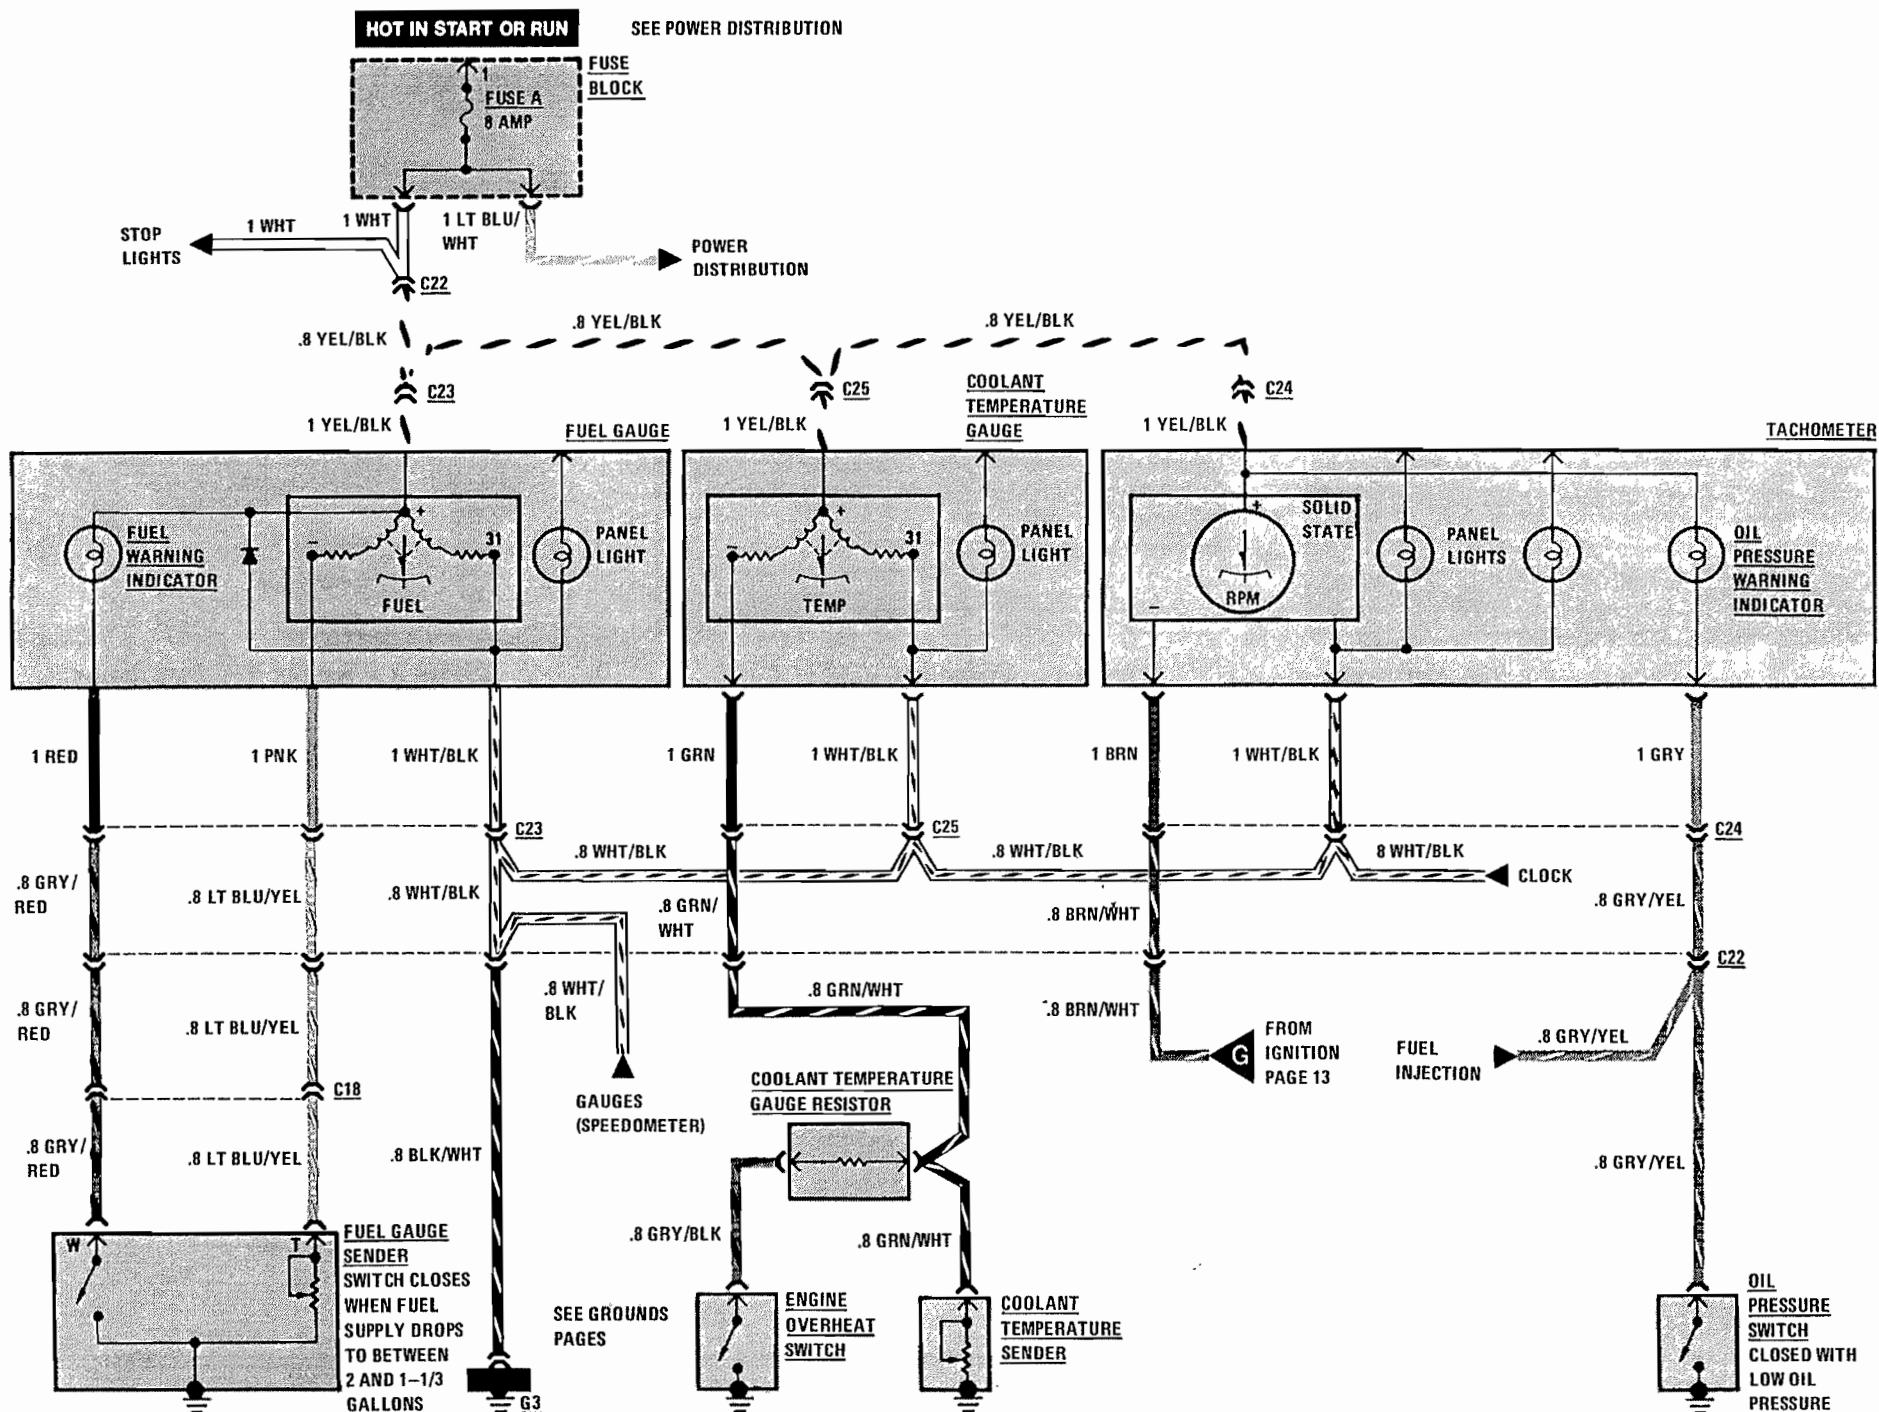 HOT IN START OR RUN
SEE POWER DISTRIBUTION
FUSE
BLOCK
1
FUSE A
8 AMP
STOP
LIGHTS
1 WHT
1 WHT
1 LT BLU/
WHT
POWER
DISTRIBUTION
C22
.8 YEL/BLK
.8 YEL/BLK
.8 YEL/BLK
C23
C25
C24
COOLANT
TEMPERATURE
GAUGE
1 YEL/BLK
FUEL GAUGE
1 YEL/BLK
1 YEL/BLK
TACHOMETER
FUEL
WARNING
INDICATOR
+
–
31
FUEL
PANEL
LIGHT
+
–
31
TEMP
PANEL
LIGHT
+
SOLID
STATE
RPM
–
PANEL
LIGHTS
OIL
PRESSURE
WARNING
INDICATOR
1 RED
1 PNK
1 WHT/BLK
1 GRN
1 WHT/BLK
1 BRN
1 WHT/BLK
1 GRY
C23
C25
C24
.8 WHT/BLK
.8 WHT/BLK
8 WHT/BLK
CLOCK
.8 GRY/
RED
.8 LT BLU/YEL
.8 WHT/BLK
.8 GRN/
WHT
.8 BRN/WHT
.8 GRY/YEL
C22
.8 GRY/
RED
.8 LT BLU/YEL
.8 WHT/
BLK
.8 GRN/WHT
.8 BRN/WHT
G
FROM
IGNITION
PAGE 13
FUEL
INJECTION
.8 GRY/YEL
C18
GAUGES
(SPEEDOMETER)
COOLANT TEMPERATURE
GAUGE RESISTOR
.8 GRY/
RED
.8 LT BLU/YEL
.8 BLK/WHT
.8 GRY/YEL
.8 GRY/BLK
.8 GRN/WHT
W
T
FUEL GAUGE
SENDER
SWITCH CLOSES
WHEN FUEL
SUPPLY DROPS
TO BETWEEN
2 AND 1–1/3
GALLONS
G3
SEE GROUNDS
PAGES
ENGINE
OVERHEAT
SWITCH
COOLANT
TEMPERATURE
SENDER
OIL
PRESSURE
SWITCH
CLOSED WITH
LOW OIL
PRESSURE